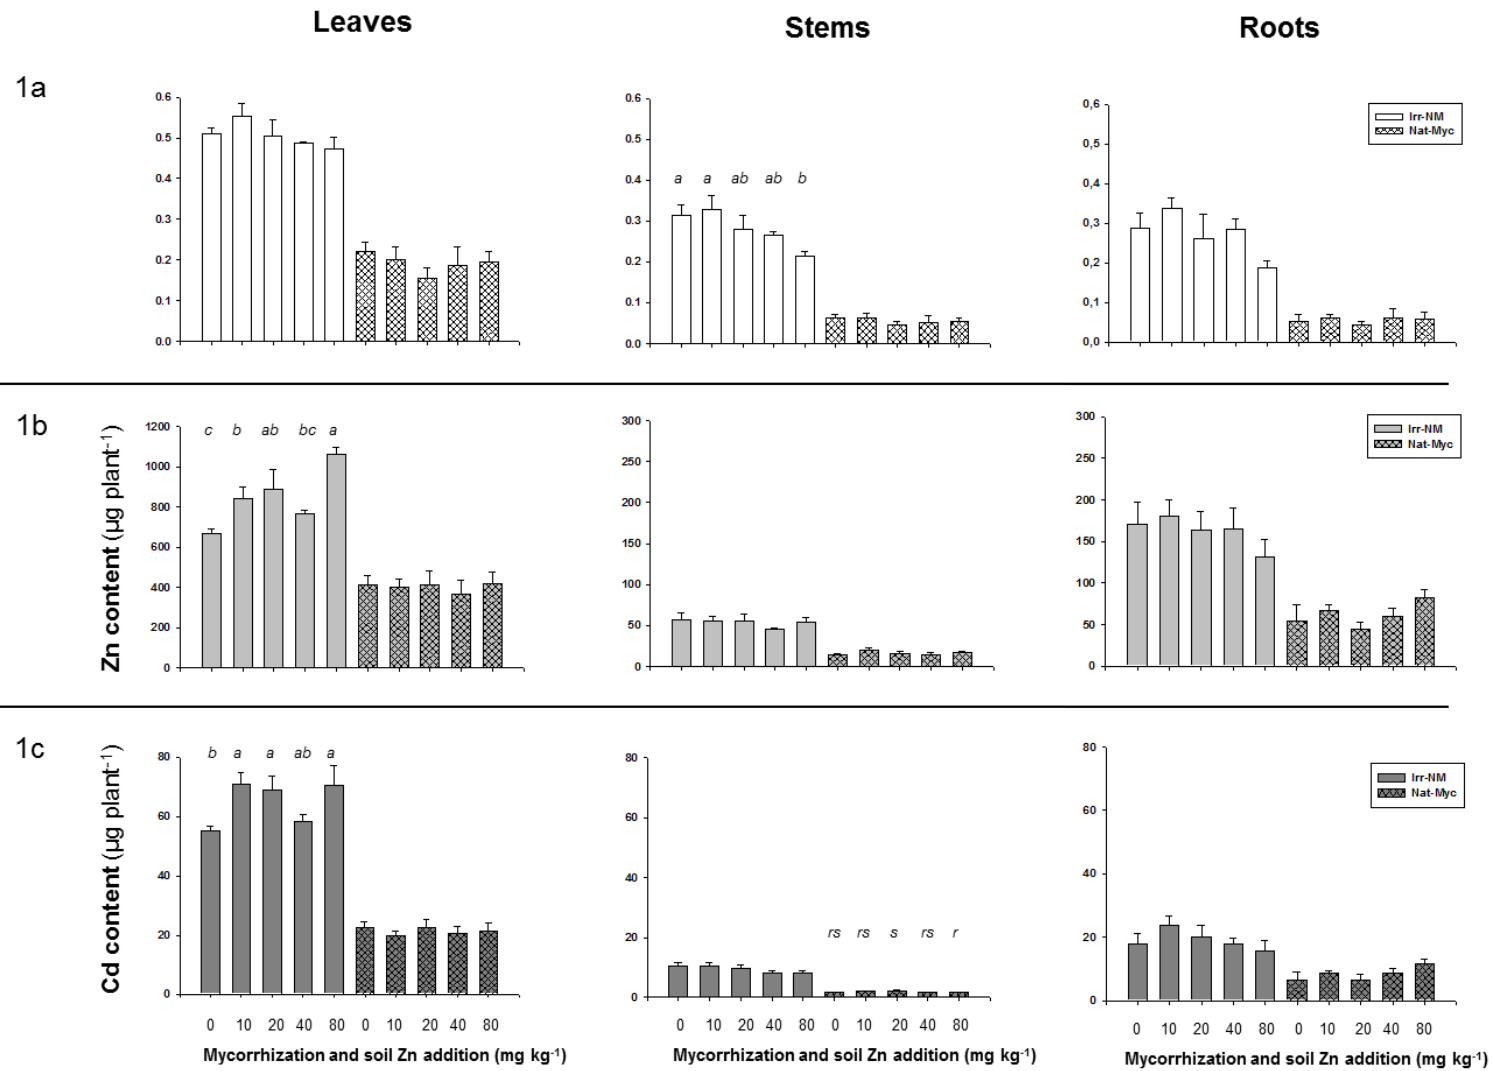 Leaves
Stems
Roots
1a
0.6
0.5
0.4
0.3
0.2
0.1
0.0
0.6
0.5
0.4
0.3
0.2
0.1
0.0
a a ab ab b
0,6
0,5
0,4
0,3
0,2
0,1
0,0
Irr-NM
Nat-Myc
1b
Zn content (µg plant-1)
1200
1000
800
600
400
200
0
c b ab bc a
300
250
200
150
100
50
0
300
250
200
150
100
50
0
Irr-NM
Nat-Myc
1c
Cd content (µg plant-1)
80
60
40
20
0
b a a ab a
0 10 20 40 80 0 10 20 40 80
Mycorrhization and soil Zn addition (mg kg-1)
80
60
40
20
0
rs rs s rs r
0 10 20 40 80 0 10 20 40 80
Mycorrhization and soil Zn addition (mg kg-1)
80
60
40
20
0
Irr-NM
Nat-Myc
0 10 20 40 80 0 10 20 40 80
Mycorrhization and soil Zn addition (mg kg-1)